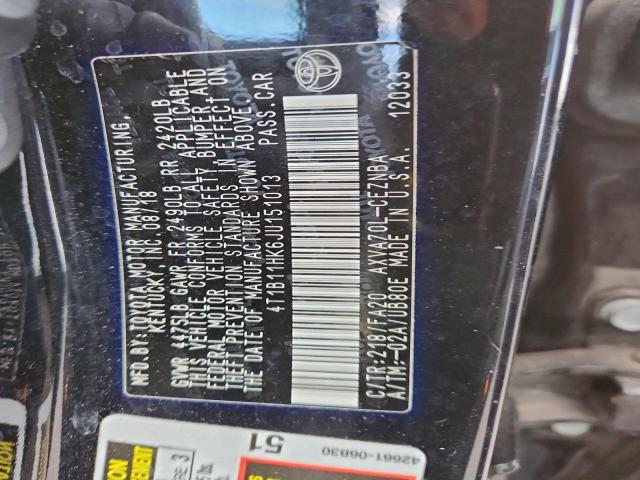 MFD. BY: TOYOTA MOTOR MANUFACTURING,
KENTUCKY, INC. 08/18
GVWR 4475LB GAWR FR 2490LB RR 2420LB
THIS VEHICLE CONFORMS TO ALL APPLICABLE
FEDERAL MOTOR VEHICLE SAFETY, BUMPER, AND
THEFT PREVENTION STANDARDS IN EFFECT ON
THE DATE OF MANUFACTURE SHOWN ABOVE.
4T1B11HK6JU151013 PASS.CAR
C/TR:218/FA20 AXVA70L-CEZNBA
A/TM:-02A/UB80E MADE IN U.S.A. 12033
51
42661-06B30